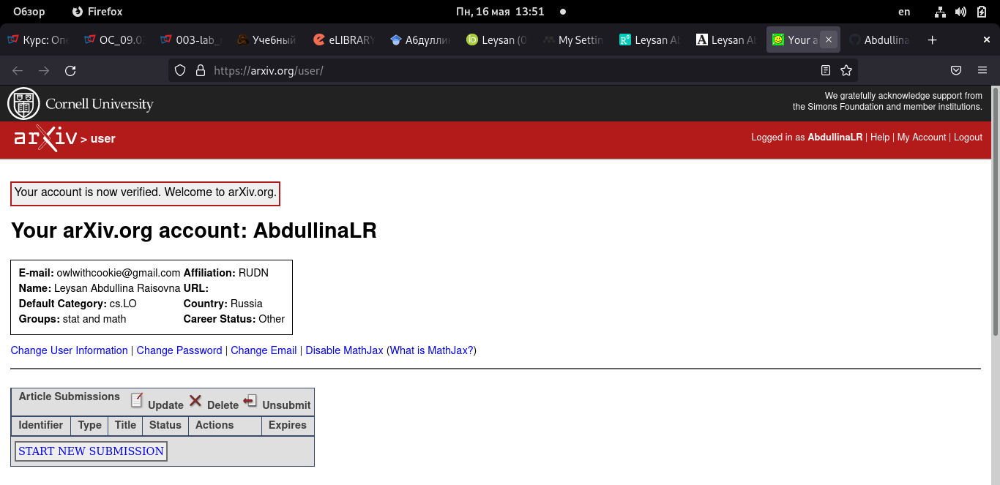 Обзор Firefox Пн, 16 мая 13:51 en
Курс: Опе ОС_09.03 003-lab_ Учебный eLIBRARY Абдуллин Leysan (0 My Settin Leysan Ab Leysan Ab Your a Abdullina
https://arxiv.org/user/
Cornell University
We gratefully acknowledge support from
the Simons Foundation and member institutions.
arXiv > user
Logged in as AbdullinaLR | Help | My Account | Logout
Your account is now verified. Welcome to arXiv.org.
Your arXiv.org account: AbdullinaLR
E-mail: owlwithcookie@gmail.com Affiliation: RUDN
Name: Leysan Abdullina Raisovna URL:
Default Category: cs.LO Country: Russia
Groups: stat and math Career Status: Other
Change User Information | Change Password | Change Email | Disable MathJax (What is MathJax?)
Article Submissions Update Delete Unsubmit
Identifier Type Title Status Actions Expires
START NEW SUBMISSION